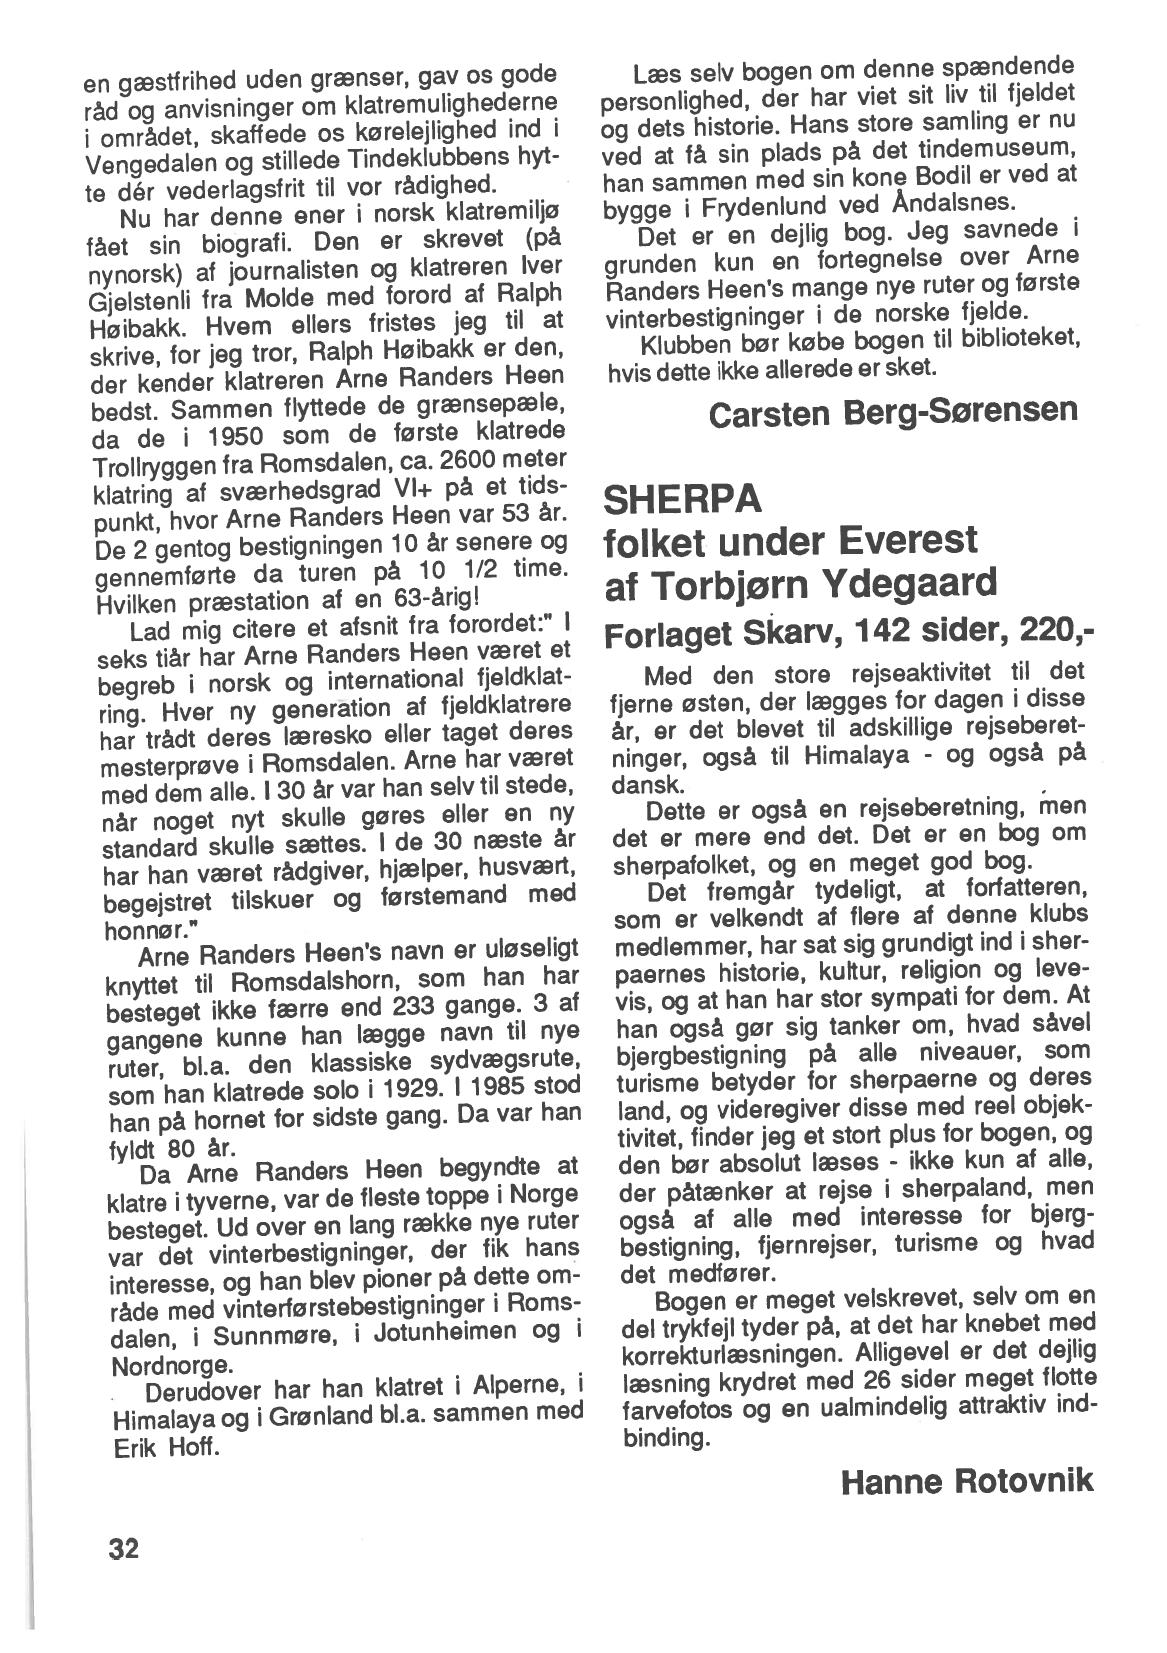 en gæstfrihed uden grænser, gav os gode
råd og anvisninger om klatremulighederne
i området, skaffede os kørelejlighed ind i
Vengedalen og stillede Tindeklubbens hyt-
te dér vederlagsfrit til vor rådighed.
Nu har denne ener i norsk klatremiljø
fået sin biografi. Den er skrevet (på
nynorsk) af journalisten og klatreren Iver
Gjelstenli fra Molde med forord af Ralph
Høibakk. Hvem ellers fristes jeg til at
skrive, for jeg tror, Ralph Høibakk er den,
der kender klatreren Arne Randers Heen
bedst. Sammen flyttede de grænsepæle,
da de i 1950 som de første klatrede
Trollryggen fra Romsdalen, ca. 2600 meter
klatring af sværhedsgrad VI+ på et tids-
punkt, hvor Arne Randers Heen var 53 år.
De 2 gentog bestigningen 10 år senere og
gennemførte da turen på 10 1/2 time.
Hvilken præstation af en 63-årig!
Lad mig citere et afsnit fra forordet:" I
seks tiår har Arne Randers Heen været et
begreb i norsk og international fjeldklat-
ring. Hver ny generation af fjeldklatrere
har trådt deres læresko eller taget deres
mesterprøve i Romsdalen. Arne har været
med dem alle. I 30 år var han selv til stede,
når noget nyt skulle gøres eller en ny
standard skulle sættes. I de 30 næste år
har han været rådgiver, hjælper, husvært,
begejstret tilskuer og førstemand med
honnør."
Arne Randers Heen's navn er uløseligt
knyttet til Romsdalshorn, som han har
besteget ikke færre end 233 gange. 3 af
gangene kunne han lægge navn til nye
ruter, bl.a. den klassiske sydvægsrute,
som han klatrede solo i 1929. I 1985 stod
han på hornet for sidste gang. Da var han
fyldt 80 år.
Da Arne Randers Heen begyndte at
klatre i tyverne, var de fleste toppe i Norge
besteget. Ud over en lang række nye ruter
var det vinterbestigninger, der fik hans
interesse, og han blev pioner på dette om-
råde med vinterførstebestigninger i Roms-
dalen, i Sunnmøre, i Jotunheimen og i
Nordnorge.
Derudover har han klatret i Alperne, i
Himalaya og i Grønland bl.a. sammen med
Erik Hoff.
Læs selv bogen om denne spændende
personlighed, der har viet sit liv til fjeldet
og dets historie. Hans store samling er nu
ved at få sin plads på det tindemuseum,
han sammen med sin kone Bodil er ved at
bygge i Frydenlund ved Åndalsnes.
Det er en dejlig bog. Jeg savnede i
grunden kun en fortegnelse over Arne
Randers Heen's mange nye ruter og første
vinterbestigninger i de norske fjelde.
Klubben bør købe bogen til biblioteket,
hvis dette ikke allerede er sket.
Carsten Berg-Sørensen
SHERPA
folket under Everest
af Torbjørn Ydegaard
Forlaget Skarv, 142 sider, 220,-
Med den store rejseaktivitet til det
fjerne østen, der lægges for dagen i disse
år, er det blevet til adskillige rejseberet-
ninger, også til Himalaya - og også på
dansk.
Dette er også en rejseberetning, men
det er mere end det. Det er en bog om
sherpafolket, og en meget god bog.
Det fremgår tydeligt, at forfatteren,
som er velkendt af flere af denne klubs
medlemmer, har sat sig grundigt ind i sher-
paernes historie, kultur, religion og leve-
vis, og at han har stor sympati for dem. At
han også gør sig tanker om, hvad såvel
bjergbestigning på alle niveauer, som
turisme betyder for sherpaerne og deres
land, og videregiver disse med reel objek-
tivitet, finder jeg et stort plus for bogen, og
den bør absolut læses - ikke kun af alle,
der påtænker at rejse i sherpaland, men
også af alle med interesse for bjerg-
bestigning, fjernrejser, turisme og hvad
det medfører.
Bogen er meget velskrevet, selv om en
del trykfejl tyder på, at det har knebet med
korrekturlæsningen. Alligevel er det dejlig
læsning krydret med 26 sider meget flotte
farvefotos og en ualmindelig attraktiv ind-
binding.
Hanne Rotovnik
32